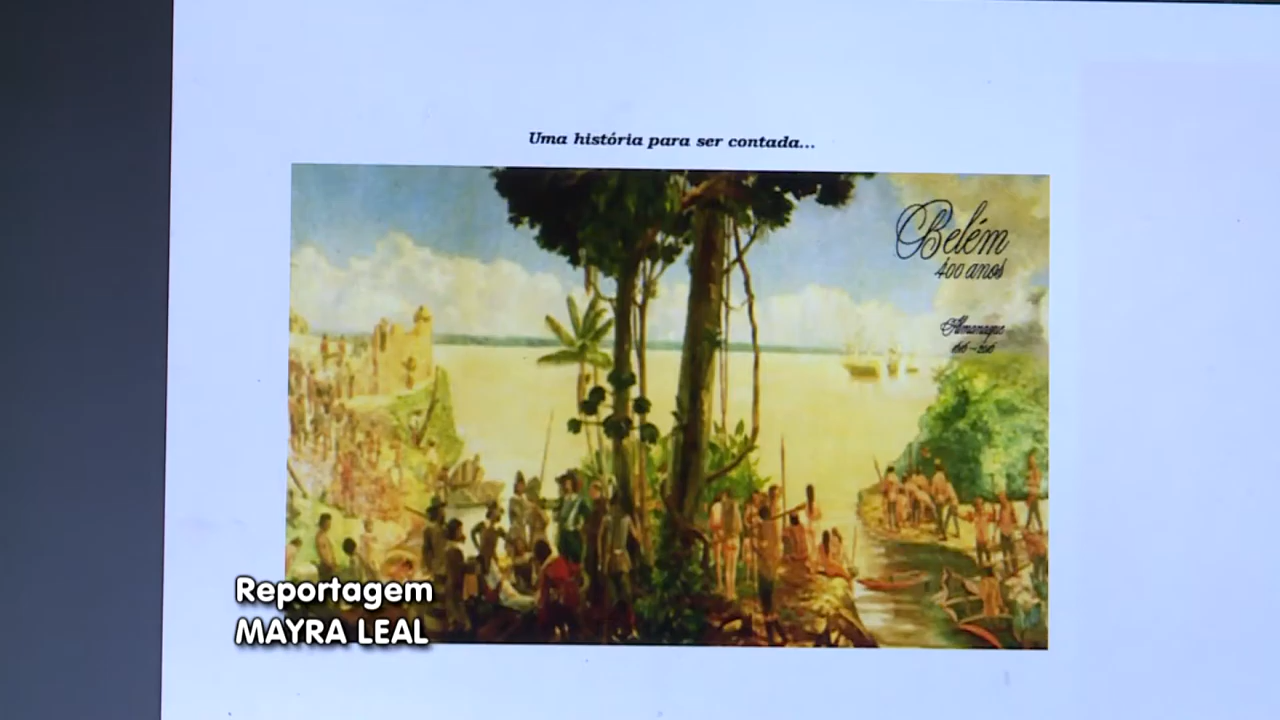 Uma história para ser contada...
Belém
400 anos
Almanaque
Reportagem
MAYRA LEAL